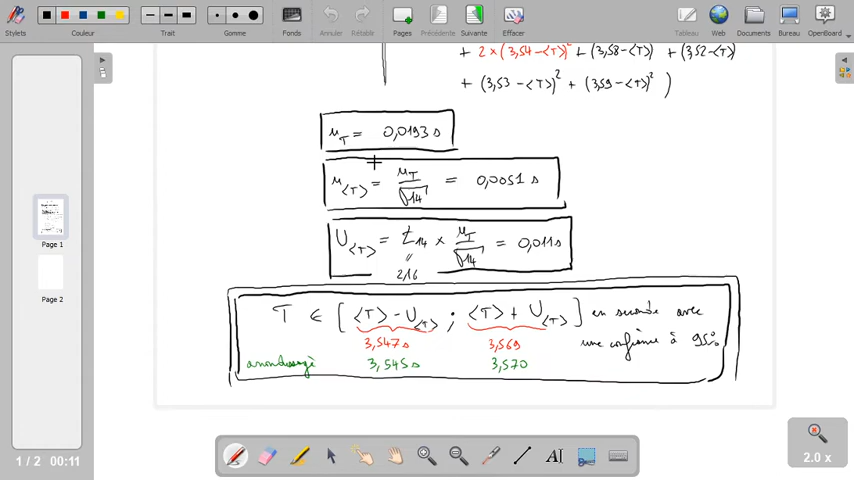 Stylets
Couleur
Trait
Gomme
Fonds
Annuler
Rétablir
Pages
Précédente
Suivante
Effacer
Tableau
Web
Documents
Bureau
OpenBoard
+ 2 × (3,54 - <T>)² + (3,58 - <T>) + (3,52 - <T>)
+ (3,53 - <T>)² + (3,59 - <T>)² )
u_T = 0,0193 s
u_<T> = u_T / √14 = 0,0051 s
U_<T> = t_14 × u_T / √14 = 0,011 s
"
2,16
T ∈ [ <T> - U_<T> ; <T> + U_<T> ] en seconde avec
une confiance à 95%
3,547 s 3,569
3,545 s 3,570
Page 1
Page 2
1 / 2 00:11
2.0 x